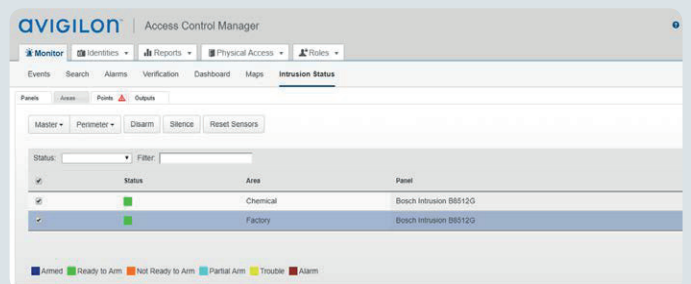 AVIGILON Access Control Manager
Monitor Identities Reports Physical Access Roles
Events Search Alarms Verification Dashboard Maps Intrusion Status
Panels Areas Points Outputs
Master Perimeter Disarm Silence Reset Sensors
Status: Filter:
Status Area Panel
Chemical Bosch Intrusion B8512G
Factory Bosch Intrusion B8512G
Armed Ready to Arm Not Ready to Arm Partial Arm Trouble Alarm